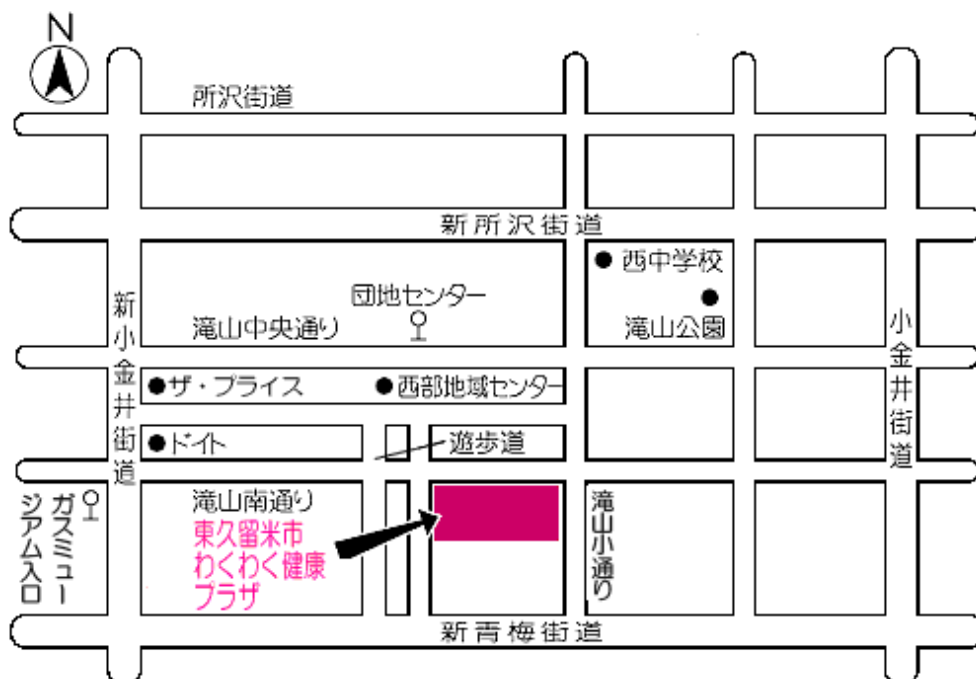 N
所沢街道
新所沢街道
西中学校
団地センター
滝山中央通り
滝山公園
新小金井街道
小金井街道
ザ・プライス
西部地域センター
ドイト
遊歩道
滝山南通り
東久留米市
わくわく健康
プラザ
滝山小通り
ガスミュー
ジアム入口
新青梅街道